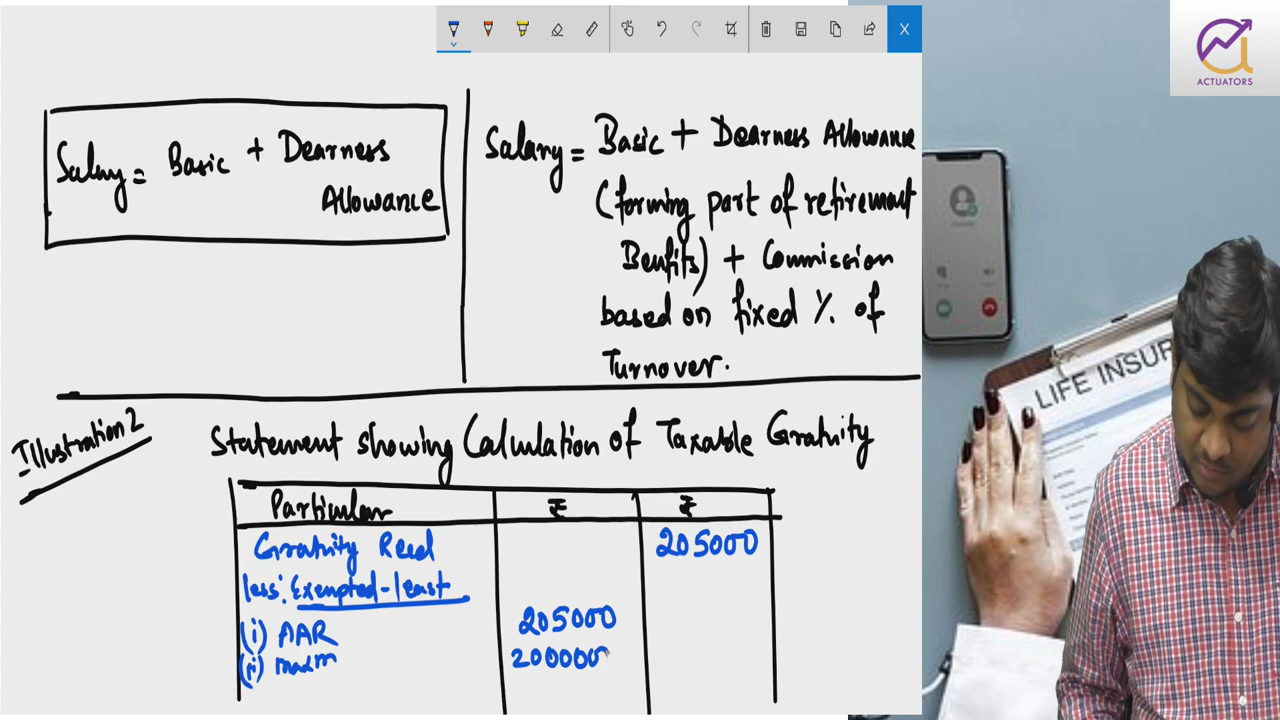 ACTUATORS
Salary = Basic + Dearness
Allowance
Salary = Basic + Dearness Allowance
(forming part of retirement
Benfits) + Commission
based on fixed % of
Turnover.
LIFE INSUR
Illustration 2
Statement showing Calculation of Taxable Gratuity
Particular ₹ ₹
Gratuity Recd 205000
less: Exempted-least
(i) AAR 205000
(ii) maxm 200000
X